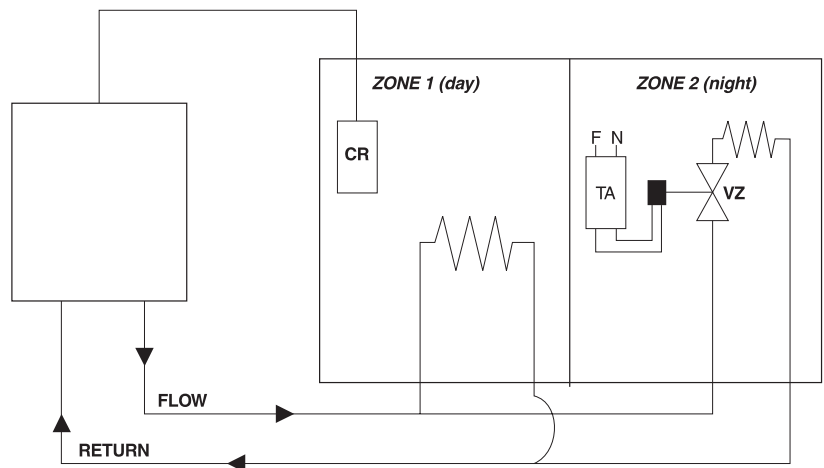 ZONE 1 (day)
ZONE 2 (night)
CR
F N
TA
VZ
FLOW
RETURN